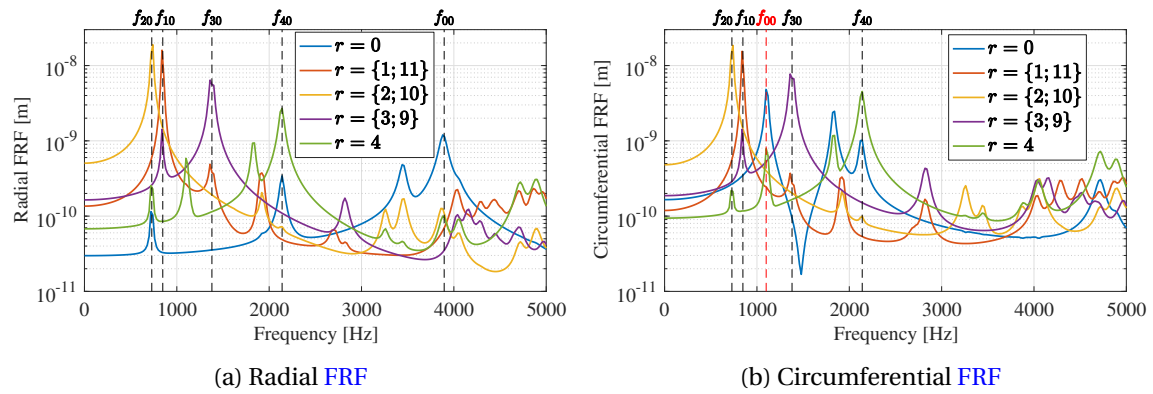 f20 f10 f30 f40 f00
10^-8
10^-9
10^-10
10^-11
Radial FRF [m]
r = 0
r = {1; 11}
r = {2; 10}
r = {3; 9}
r = 4
0 1000 2000 3000 4000 5000
Frequency [Hz]
(a) Radial FRF
f20 f10 f00 f30 f40
10^-8
10^-9
10^-10
10^-11
Circumferential FRF [m]
r = 0
r = {1; 11}
r = {2; 10}
r = {3; 9}
r = 4
0 1000 2000 3000 4000 5000
Frequency [Hz]
(b) Circumferential FRF